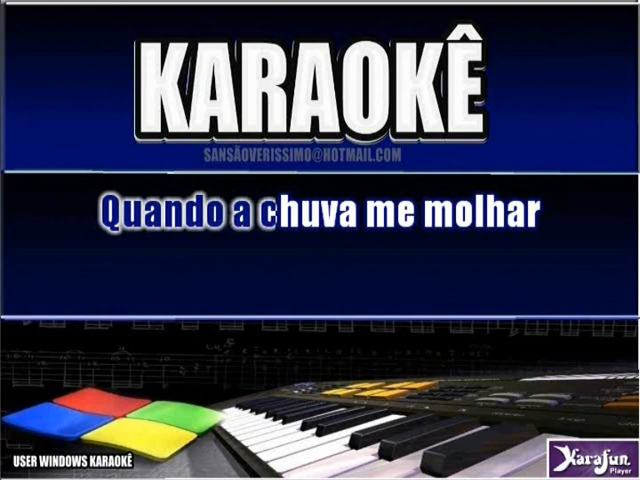 KARAOKÊ
SANSÃOVERISSIMO@HOTMAIL.COM
Quando a chuva me molhar
USER WINDOWS KARAOKÊ
KaraFun
Player